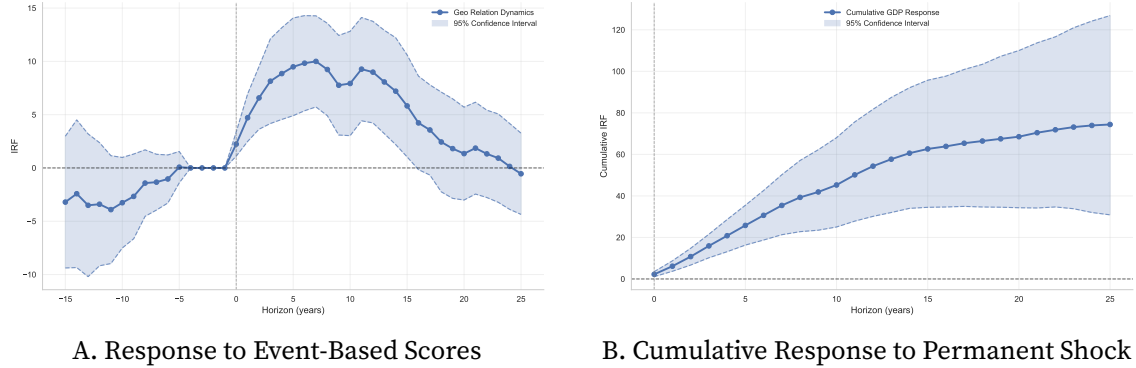 15
10
5
0
−5
−10
IRF
−15
−10
−5
0
5
10
15
20
25
Horizon (years)
Geo Relation Dynamics
95% Confidence Interval
A. Response to Event-Based Scores
120
100
80
60
40
20
0
Cumulative IRF
0
5
10
15
20
25
Horizon (years)
Cumulative GDP Response
95% Confidence Interval
B. Cumulative Response to Permanent Shock